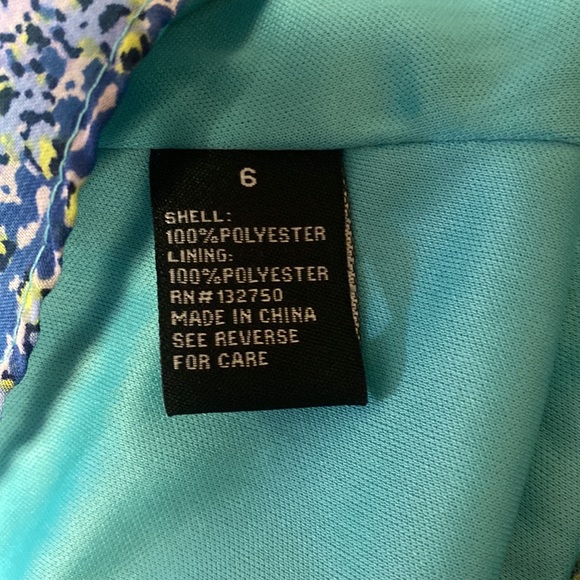 6
SHELL:
100%POLYESTER
LINING:
100%POLYESTER
RN#132750
MADE IN CHINA
SEE REVERSE
FOR CARE